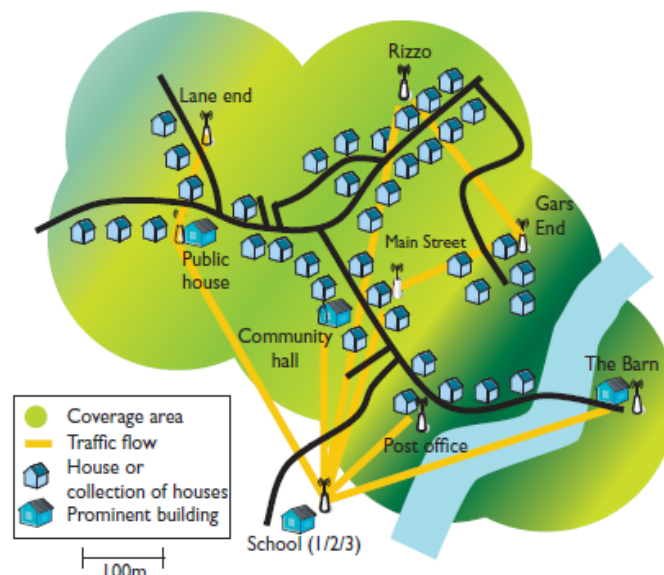 Rizzo
Lane end
Gars
End
Main Street
Public
house
Community
hall
The Barn
Post office
School (1/2/3)
Coverage area
Traffic flow
House or
collection of houses
Prominent building
100m